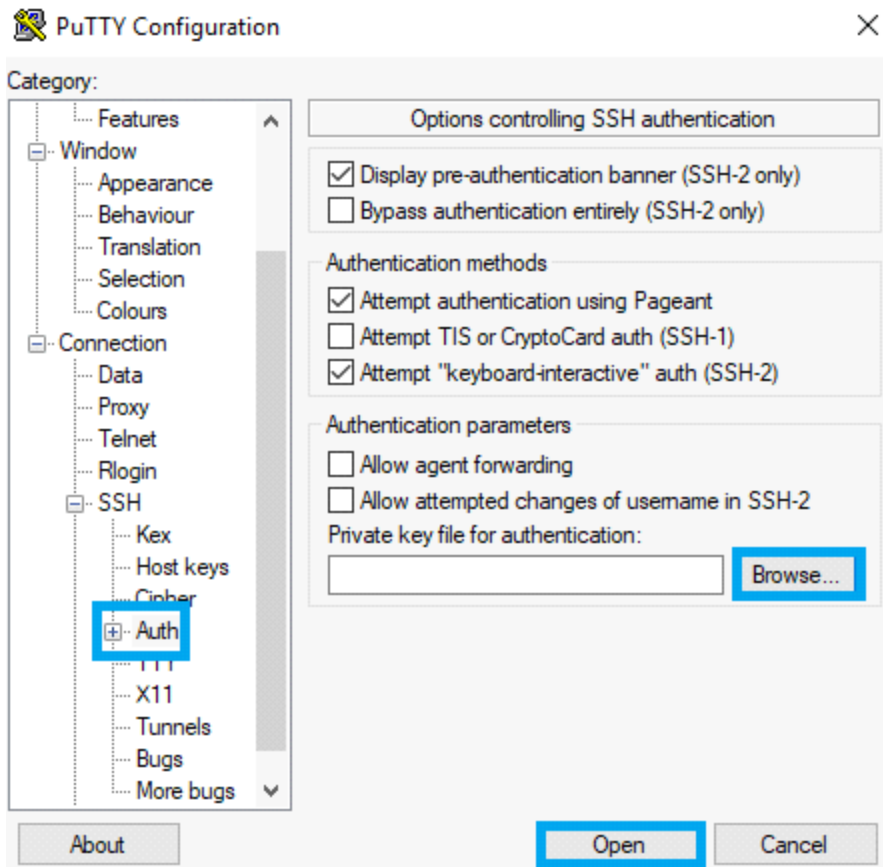 PuTTY Configuration
Category:
Features
Window
Appearance
Behaviour
Translation
Selection
Colours
Connection
Data
Proxy
Telnet
Rlogin
SSH
Kex
Host keys
Cipher
Auth
TTY
X11
Tunnels
Bugs
More bugs
Options controlling SSH authentication
Display pre-authentication banner (SSH-2 only)
Bypass authentication entirely (SSH-2 only)
Authentication methods
Attempt authentication using Pageant
Attempt TIS or CryptoCard auth (SSH-1)
Attempt "keyboard-interactive" auth (SSH-2)
Authentication parameters
Allow agent forwarding
Allow attempted changes of username in SSH-2
Private key file for authentication:
Browse...
About
Open
Cancel